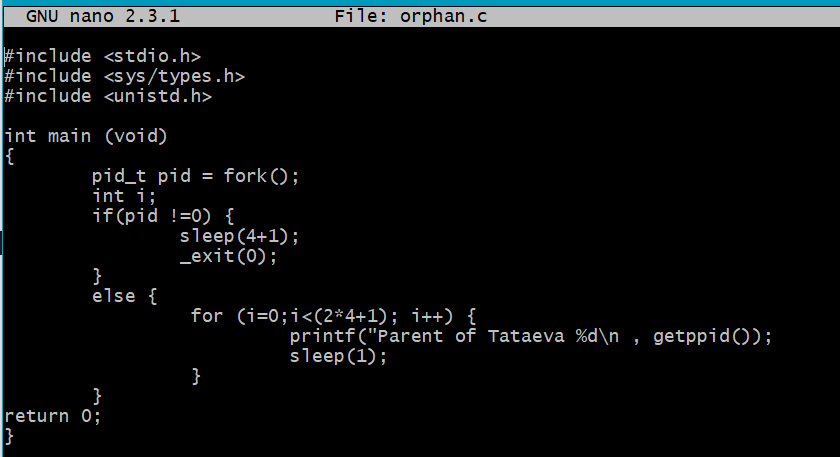 GNU nano 2.3.1 File: orphan.c
#include <stdio.h>
#include <sys/types.h>
#include <unistd.h>
int main (void)
{
pid_t pid = fork();
int i;
if(pid !=0) {
sleep(4+1);
_exit(0);
}
else {
for (i=0;i<(2*4+1); i++) {
printf("Parent of Tataeva %d\n , getppid());
sleep(1);
}
}
return 0;
}